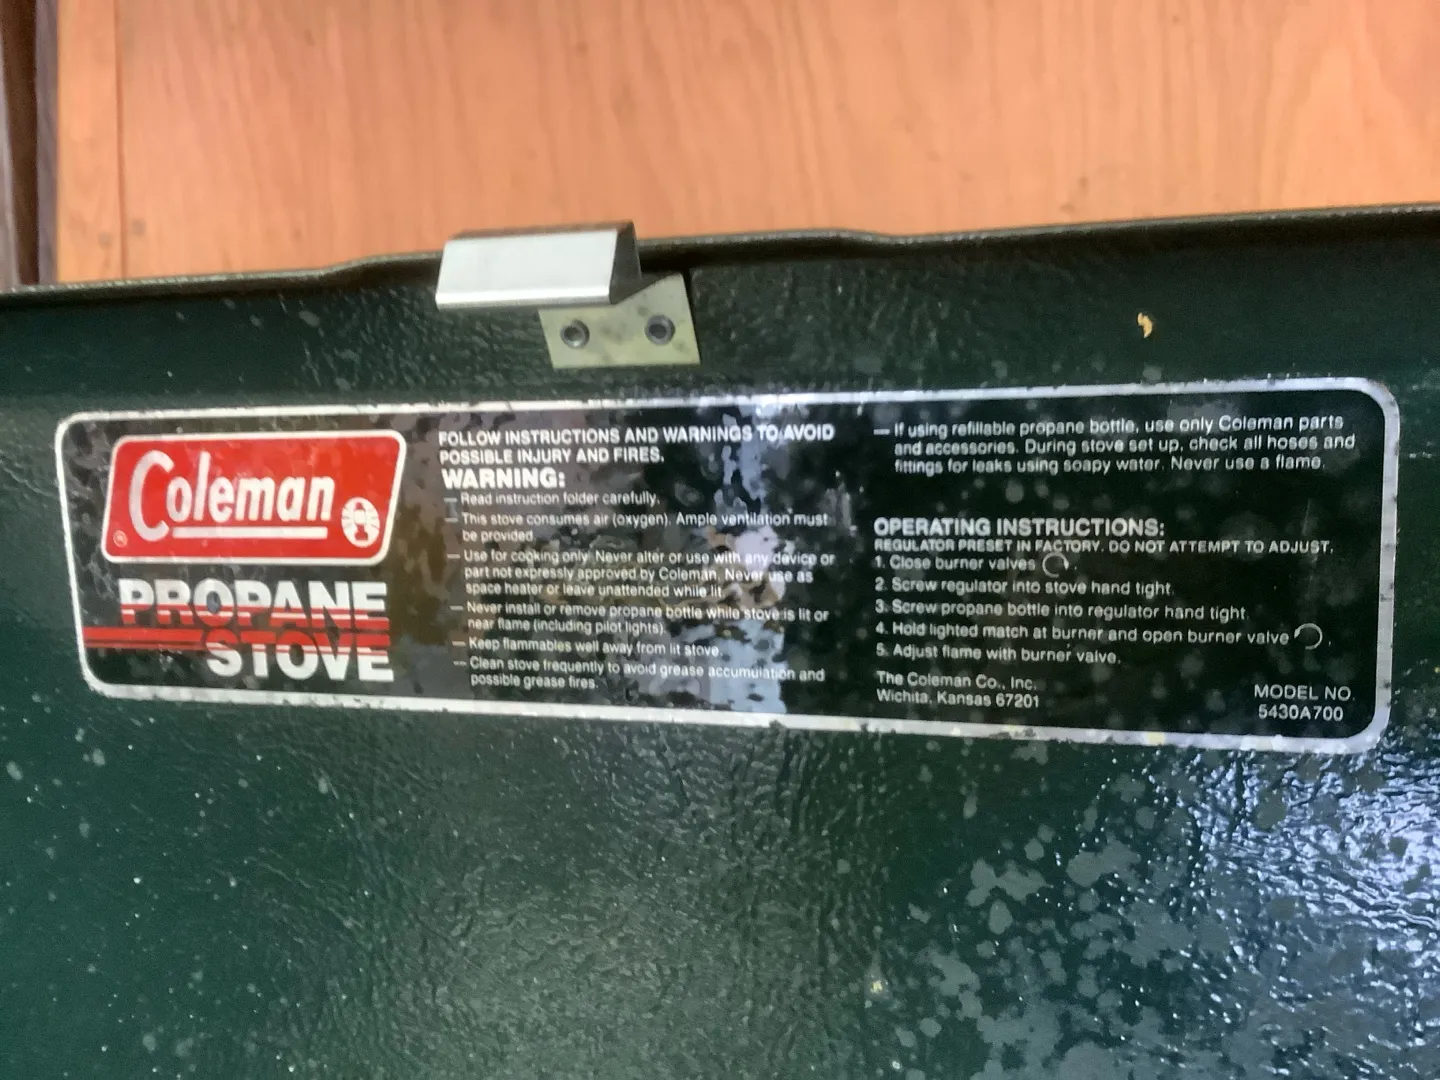 Coleman
®
PROPANE
STOVE
FOLLOW INSTRUCTIONS AND WARNINGS TO AVOID
POSSIBLE INJURY AND FIRES.
WARNING:
— Read instruction folder carefully.
— This stove consumes air (oxygen). Ample ventilation must
be provided.
— Use for cooking only. Never alter or use with any device or
part not expressly approved by Coleman. Never use as
space heater or leave unattended while lit.
— Never install or remove propane bottle while stove is lit or
near flame (including pilot lights).
— Keep flammables well away from lit stove.
— Clean stove frequently to avoid grease accumulation and
possible grease fires.
— If using refillable propane bottle, use only Coleman parts
and accessories. During stove set up, check all hoses and
fittings for leaks using soapy water. Never use a flame.
OPERATING INSTRUCTIONS:
REGULATOR PRESET IN FACTORY. DO NOT ATTEMPT TO ADJUST.
1. Close burner valves
2. Screw regulator into stove hand tight.
3. Screw propane bottle into regulator hand tight.
4. Hold lighted match at burner and open burner valve .
5. Adjust flame with burner valve.
The Coleman Co., Inc.
Wichita, Kansas 67201
MODEL NO.
5430A700